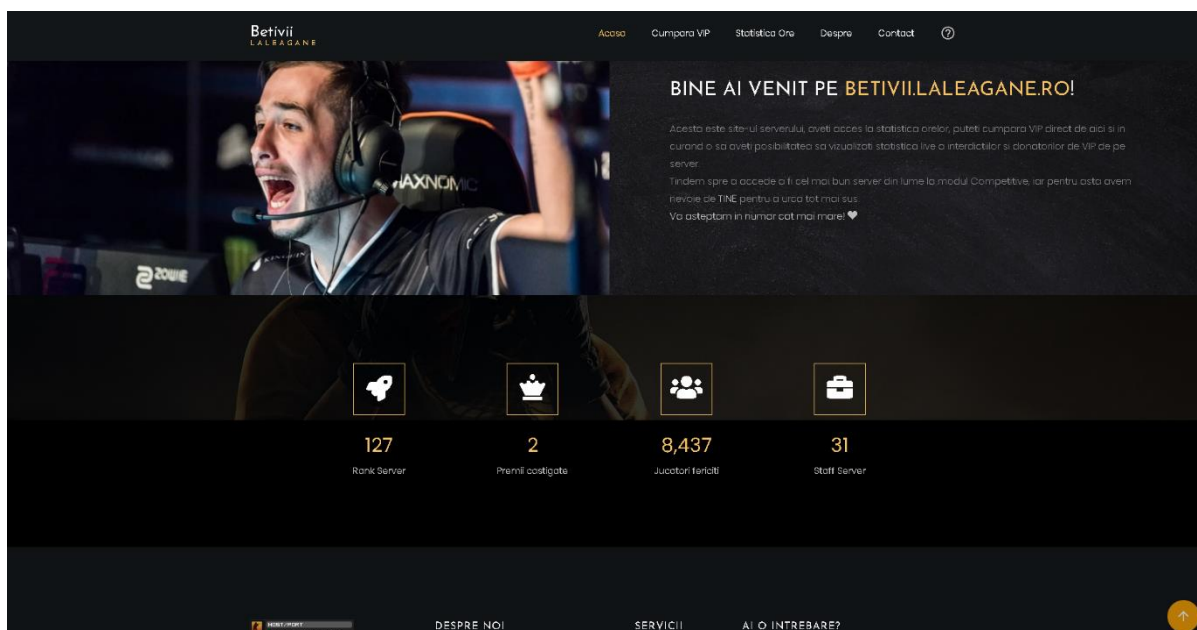 Betivii
LALEAGANE
Acasa Cumpara VIP Statistica Ore Despre Contact
BINE AI VENIT PE BETIVII.LALEAGANE.RO!
Acesta este site-ul serverului, aveti acces la statistica orelor, puteti cumpara VIP direct de aici si in
curand o sa aveti posibilitatea sa vizualizati statistica live a interdictiilor si donatorilor de VIP de pe
server.
Tindem spre a accede a fi cel mai bun server din lume la modul Competitive, iar pentru asta avem
nevoie de TINE pentru a urca tot mai sus.
Va asteptam in numar cat mai mare! ❤
MAXNOMIC
ZOWIE
127 2 8,437 31
Rank Server Premii castigate Jucatori fericiti Staff Server
HOST/PORT DESPRE NOI SERVICII AI O INTREBARE?